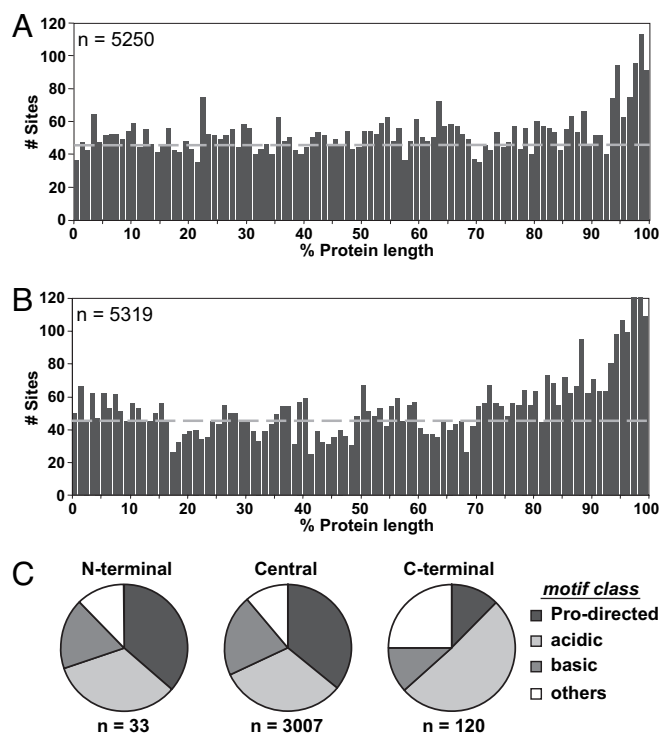 A
n = 5250
# Sites
120
100
80
60
40
20
0
0 10 20 30 40 50 60 70 80 90 100
% Protein length
B
n = 5319
# Sites
120
100
80
60
40
20
0
0 10 20 30 40 50 60 70 80 90 100
% Protein length
C
N-terminal Central C-terminal
motif class
Pro-directed
acidic
basic
others
n = 33 n = 3007 n = 120